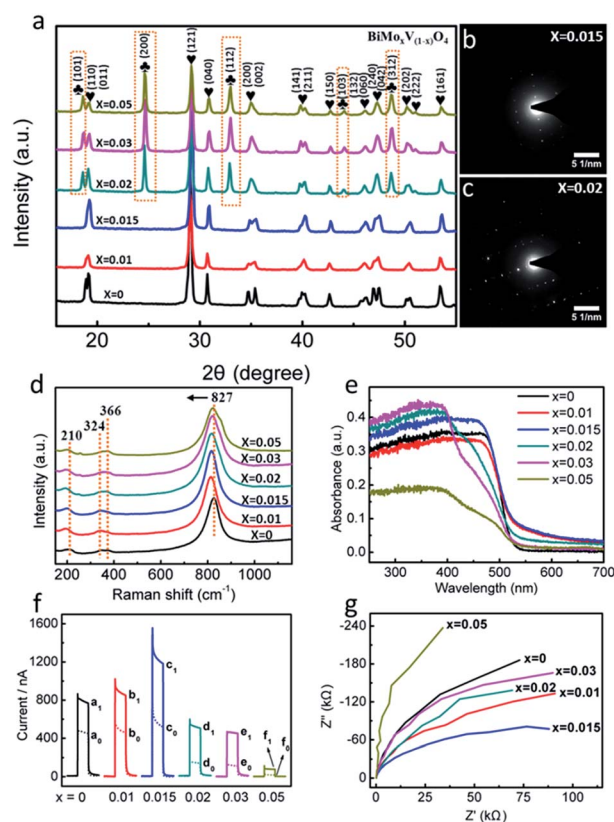 a
BiMoxV(1-x)O4
(101)
(110)
(011)
(200)
(121)
(040)
(112)
(200)
(002)
(141)
(211)
(150)
(103)
(132)
(060)
(240)
(042)
(312)
(202)
(222)
(161)
X=0.05
X=0.03
X=0.02
X=0.015
X=0.01
X=0
Intensity (a.u.)
20 30 40 50
2θ (degree)
b X=0.015
5 1/nm
c X=0.02
5 1/nm
d
210
324
366
827
X=0.05
X=0.03
X=0.02
X=0.015
X=0.01
X=0
Intensity (a.u.)
200 400 600 800 1000
Raman shift (cm-1)
e
x=0
x=0.01
x=0.015
x=0.02
x=0.03
x=0.05
Absorbance (a.u.)
0.4
0.3
0.2
0.1
0.0
300 400 500 600 700
Wavelength (nm)
f
Current / nA
1600
1200
800
400
0
a1
a0
b1
b0
c1
c0
d1
d0
e1
e0
f1
f0
x = 0 0.01 0.015 0.02 0.03 0.05
g
Z'' (kΩ)
-240
-180
-120
-60
0
x=0.05
x=0
x=0.03
x=0.02
x=0.01
x=0.015
0 25 50 75 100
Z' (kΩ)